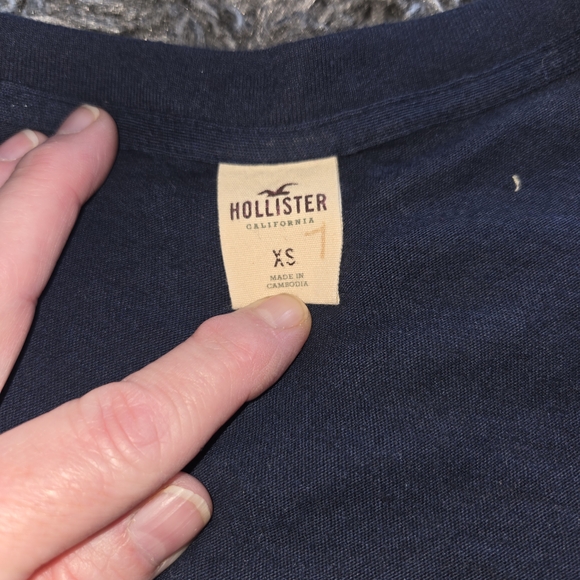 HOLLISTER
CALIFORNIA
XS
MADE IN
CAMBODIA